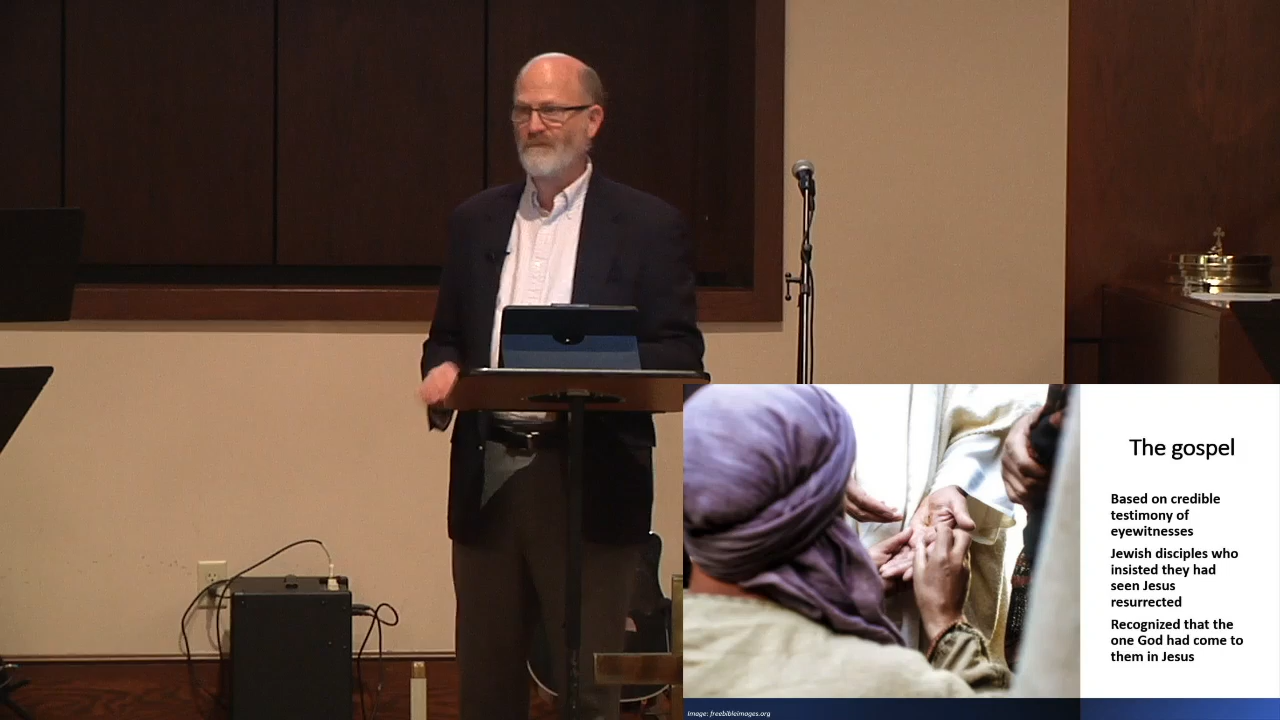 The gospel
Based on credible
testimony of
eyewitnesses
Jewish disciples who
insisted they had
seen Jesus
resurrected
Recognized that the
one God had come to
them in Jesus
Image: freebibleimages.org